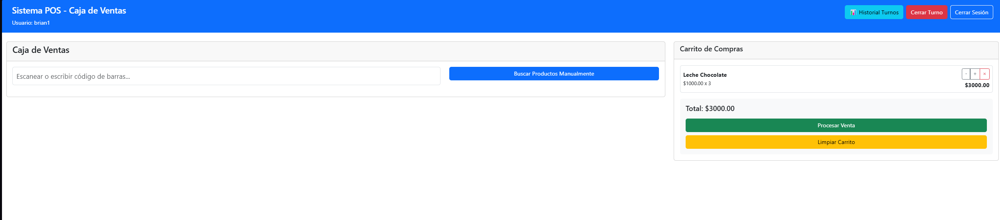 Sistema POS - Caja de Ventas
Usuario: brian1
Historial Turnos
Cerrar Turno
Cerrar Sesión
Caja de Ventas
Escanear o escribir código de barras...
Buscar Productos Manualmente
Carrito de Compras
Leche Chocolate
$1000.00 x 3
- + ×
$3000.00
Total: $3000.00
Procesar Venta
Limpiar Carrito